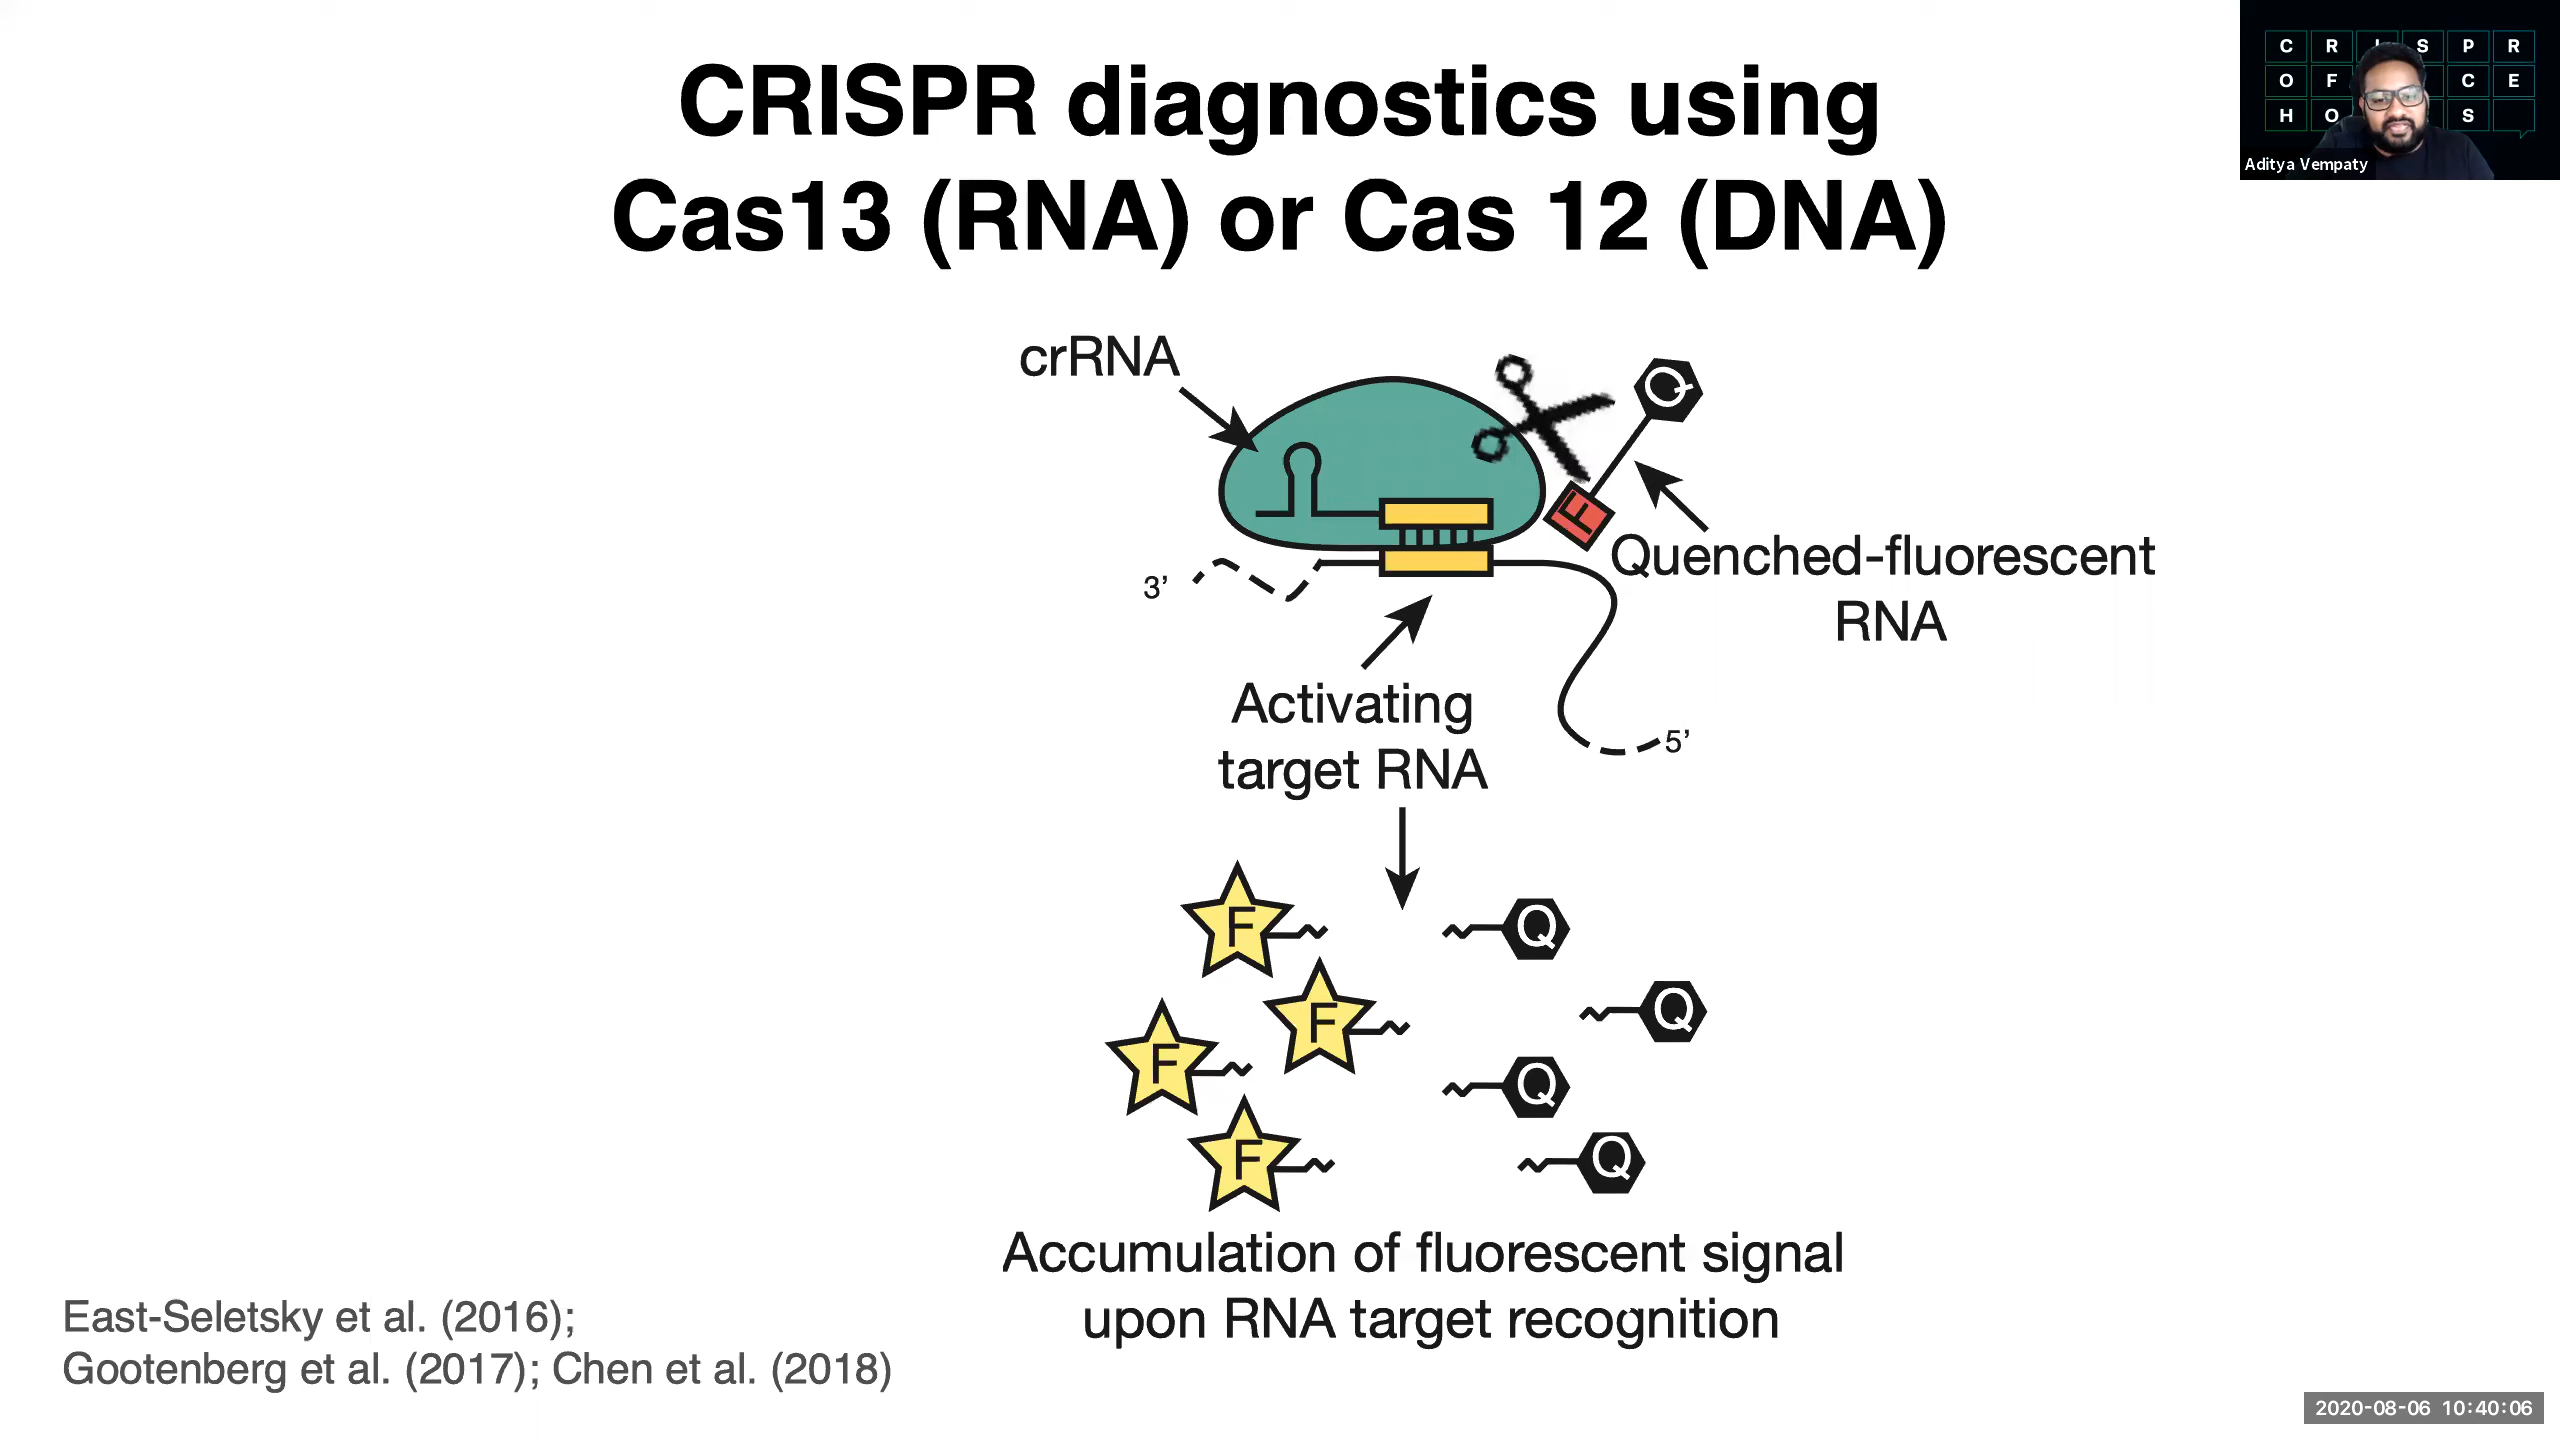 CRISPR diagnostics using
Cas13 (RNA) or Cas 12 (DNA)
C R I S P R
O F C E
H O S
Aditya Vempaty
crRNA
Q
F
Quenched-fluorescent
RNA
3’
5’
Activating
target RNA
F Q
F Q
F Q
F Q
Accumulation of fluorescent signal
upon RNA target recognition
East-Seletsky et al. (2016);
Gootenberg et al. (2017); Chen et al. (2018)
2020-08-06 10:40:06